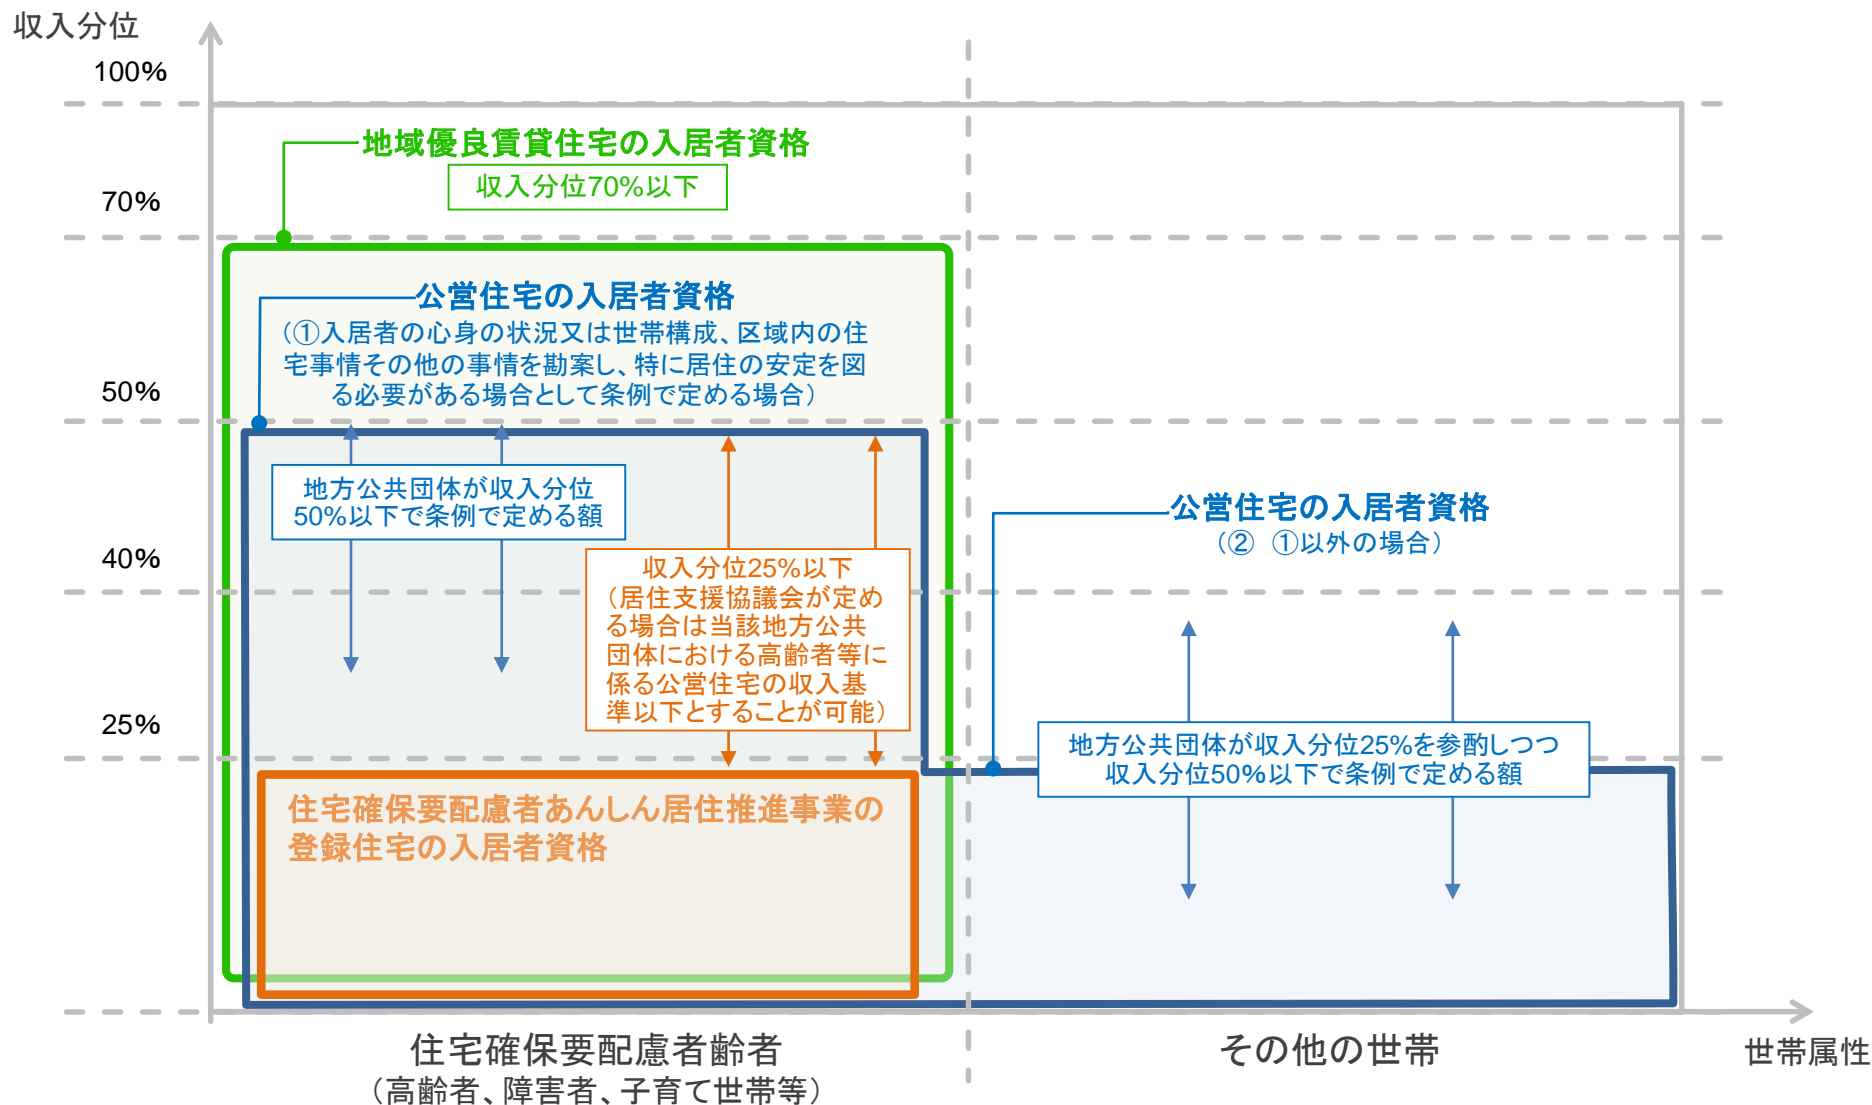 収入分位
100%
地域優良賃貸住宅の入居者資格
収入分位70%以下
70%
公営住宅の入居者資格
（①入居者の心身の状況又は世帯構成、区域内の住
宅事情その他の事情を勘案し、特に居住の安定を図
る必要がある場合として条例で定める場合）
50%
地方公共団体が収入分位
50%以下で条例で定める額
公営住宅の入居者資格
（② ①以外の場合）
40%
収入分位25%以下
（居住支援協議会が定め
る場合は当該地方公共
団体における高齢者等に
係る公営住宅の収入基
準以下とすることが可能）
25%
地方公共団体が収入分位25%を参酌しつつ
収入分位50%以下で条例で定める額
住宅確保要配慮者あんしん居住推進事業の
登録住宅の入居者資格
住宅確保要配慮者齢者
（高齢者、障害者、子育て世帯等）
その他の世帯
世帯属性